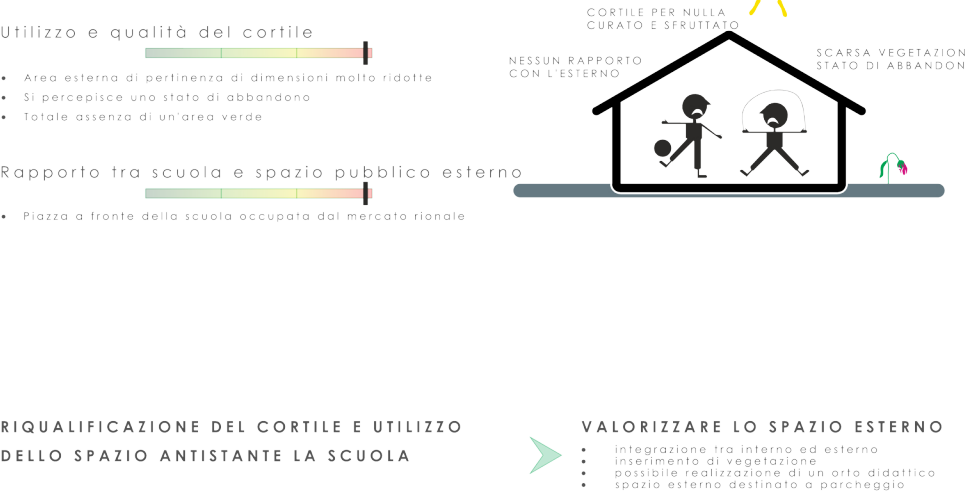 Utilizzo e qualità del cortile
• Area esterna di pertinenza di dimensioni molto ridotte
• Si percepisce uno stato di abbandono
• Totale assenza di un'area verde
CORTILE PER NULLA
CURATO E SFRUTTATO
NESSUN RAPPORTO
CON L'ESTERNO
SCARSA VEGETAZION
STATO DI ABBANDON
Rapporto tra scuola e spazio pubblico esterno
• Piazza a fronte della scuola occupata dal mercato rionale
RIQUALIFICAZIONE DEL CORTILE E UTILIZZO
DELLO SPAZIO ANTISTANTE LA SCUOLA
VALORIZZARE LO SPAZIO ESTERNO
• integrazione tra interno ed esterno
• inserimento di vegetazione
• possibile realizzazione di un orto didattico
• spazio esterno destinato a parcheggio